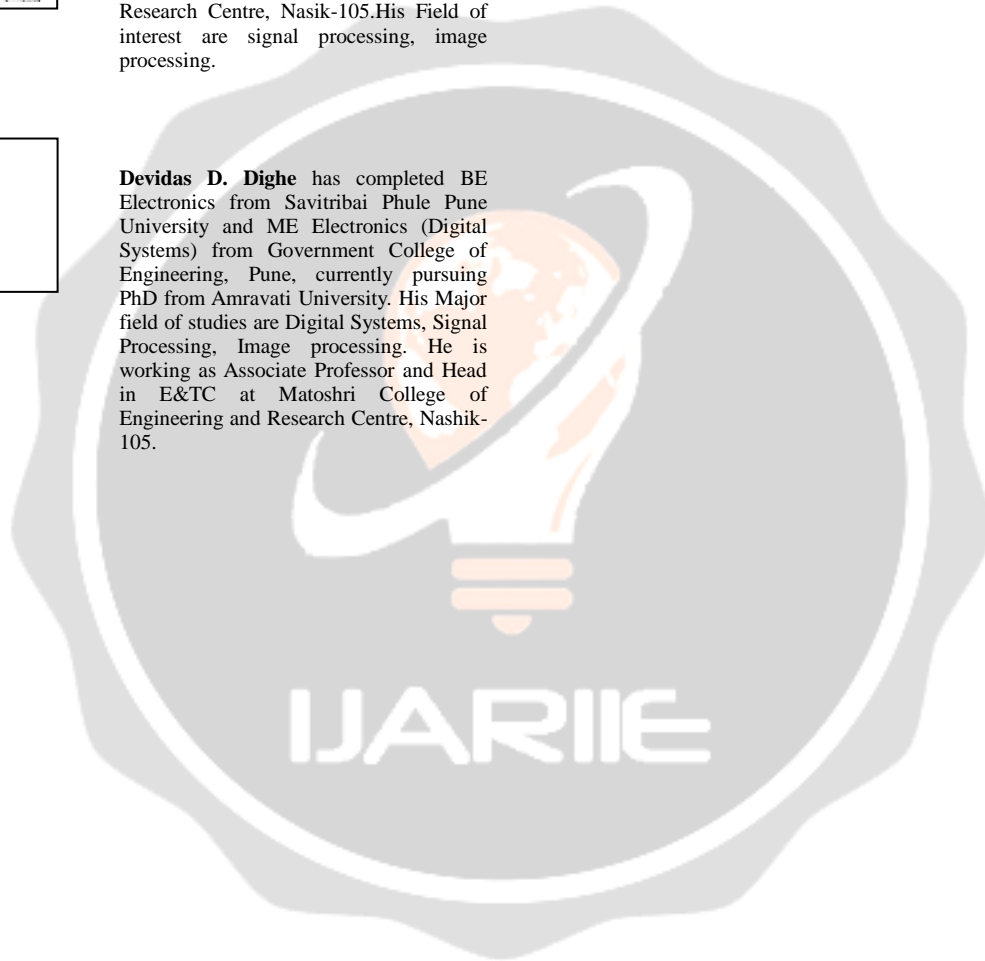 Research Centre, Nasik-105.His Field of
interest are signal processing, image
processing.
Devidas D. Dighe has completed BE
Electronics from Savitribai Phule Pune
University and ME Electronics (Digital
Systems) from Government College of
Engineering, Pune, currently pursuing
PhD from Amravati University. His Major
field of studies are Digital Systems, Signal
Processing, Image processing. He is
working as Associate Professor and Head
in E&TC at Matoshri College of
Engineering and Research Centre, Nashik-
105.
IJARIIE